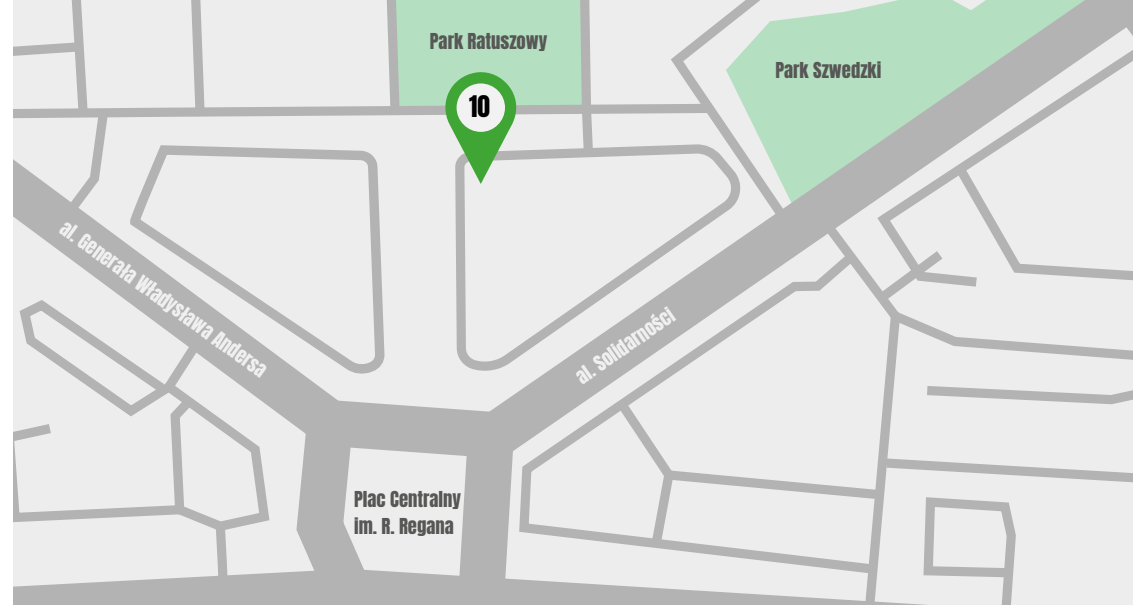 Park Ratuszowy
Park Szwedzki
10
al. Generała Władysława Andersa
al. Solidarności
Plac Centralny
im. R. Regana